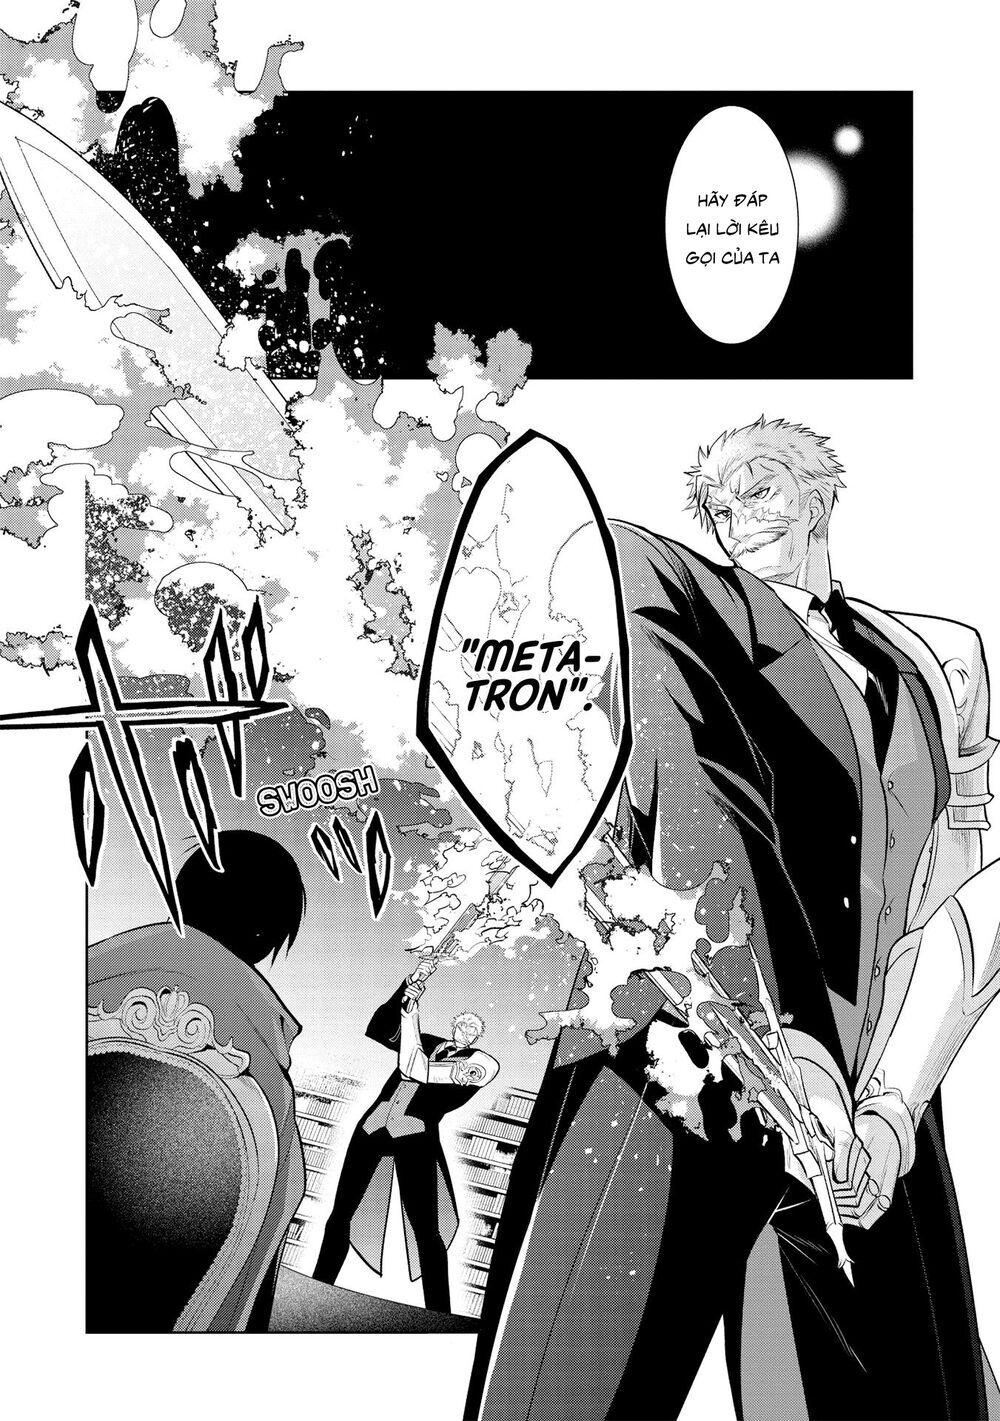 HÃY ĐÁP
LẠI LỜI KÊU
GỌI CỦA TA
"META-
TRON".
SWOOSH